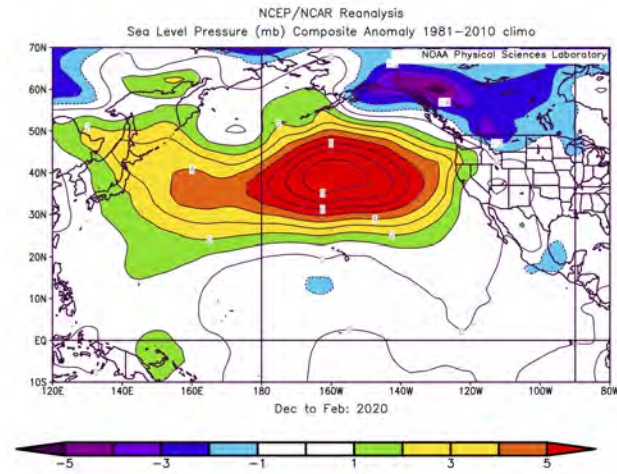 NCEP/NCAR Reanalysis
Sea Level Pressure (mb) Composite Anomaly 1981-2010 climo
NOAA Physical Sciences Laboratory
70N
60N
50N
40N
30N
20N
10N
EQ
10S
120E 140E 160E 180 160W 140W 120W 100W 80W
Dec to Feb: 2020
-5 -3 -1 1 3 5